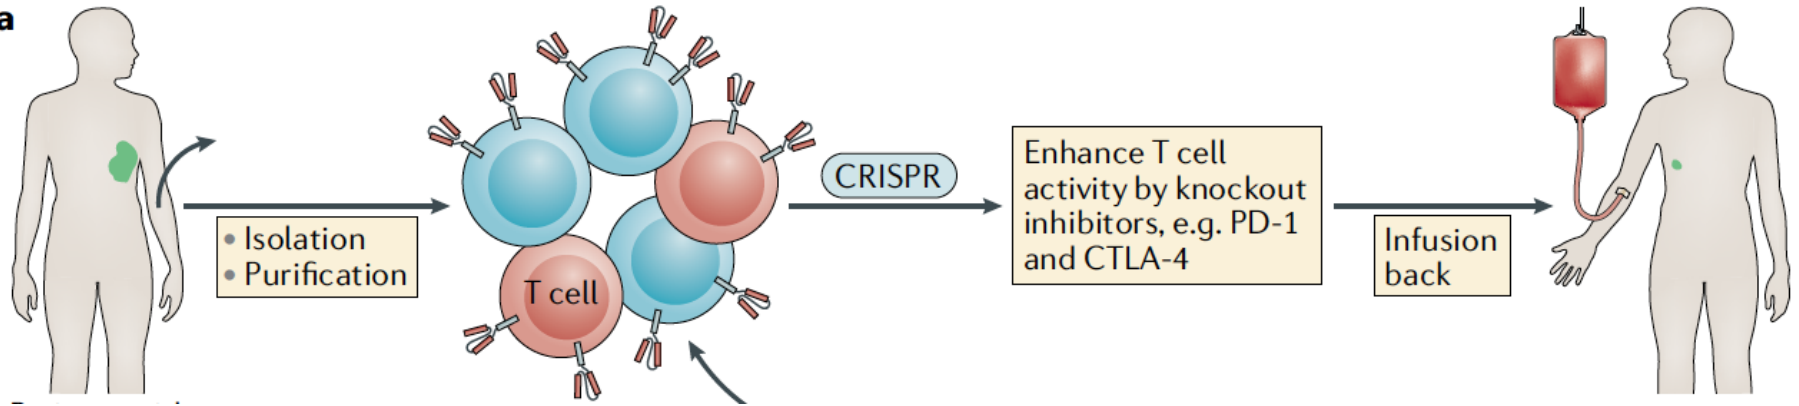 a
• Isolation
• Purification
T cell
CRISPR
Enhance T cell
activity by knockout
inhibitors, e.g. PD-1
and CTLA-4
Infusion
back